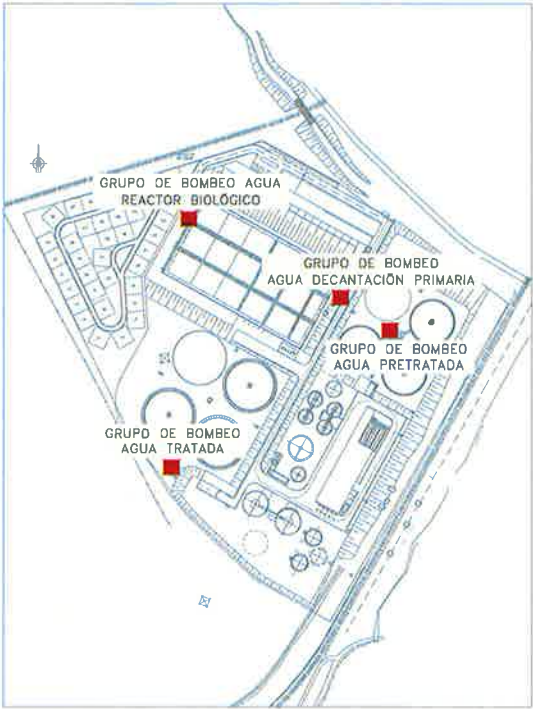 GRUPO DE BOMBEO AGUA
REACTOR BIOLÓGICO
GRUPO DE BOMBEO
AGUA DECANTACIÓN PRIMARIA
GRUPO DE BOMBEO
AGUA PRETRATADA
GRUPO DE BOMBEO
AGUA TRATADA